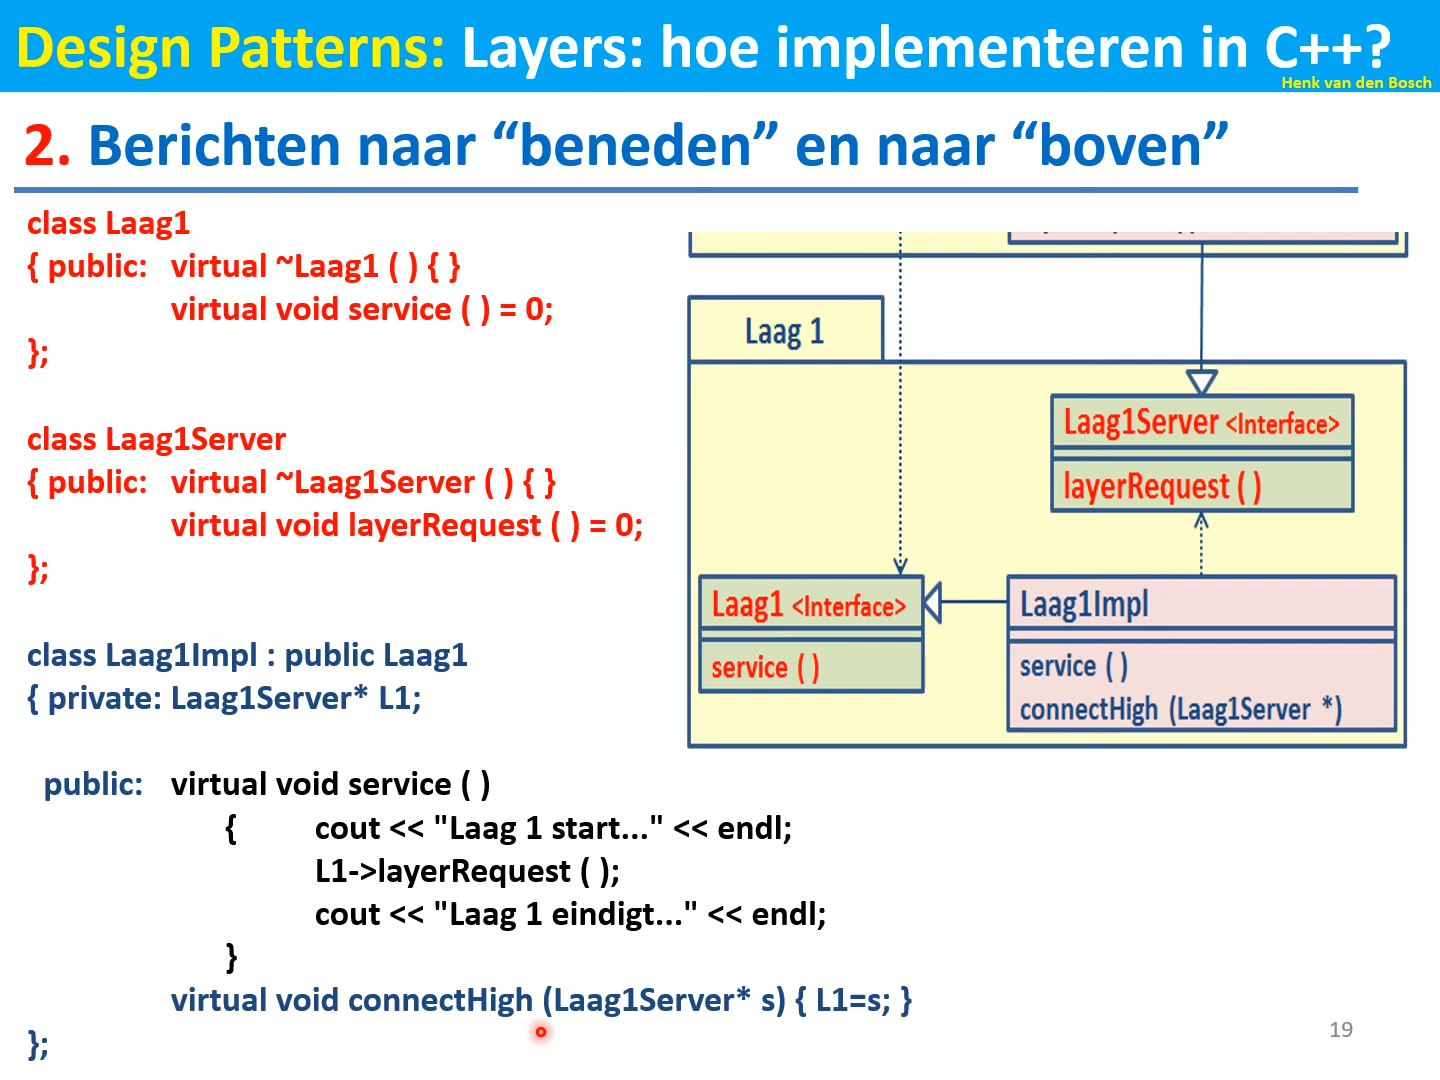 Design Patterns: Layers: hoe implementeren in C++?
Henk van den Bosch
2. Berichten naar “beneden” en naar “boven”
class Laag1
{ public: virtual ~Laag1 ( ) { }
virtual void service ( ) = 0;
};
class Laag1Server
{ public: virtual ~Laag1Server ( ) { }
virtual void layerRequest ( ) = 0;
};
class Laag1Impl : public Laag1
{ private: Laag1Server* L1;
public: virtual void service ( )
{ cout << "Laag 1 start..." << endl;
L1->layerRequest ( );
cout << "Laag 1 eindigt..." << endl;
}
virtual void connectHigh (Laag1Server* s) { L1=s; }
};
Laag 1
Laag1Server <Interface>
layerRequest ( )
Laag1 <Interface>
service ( )
Laag1Impl
service ( )
connectHigh (Laag1Server *)
19